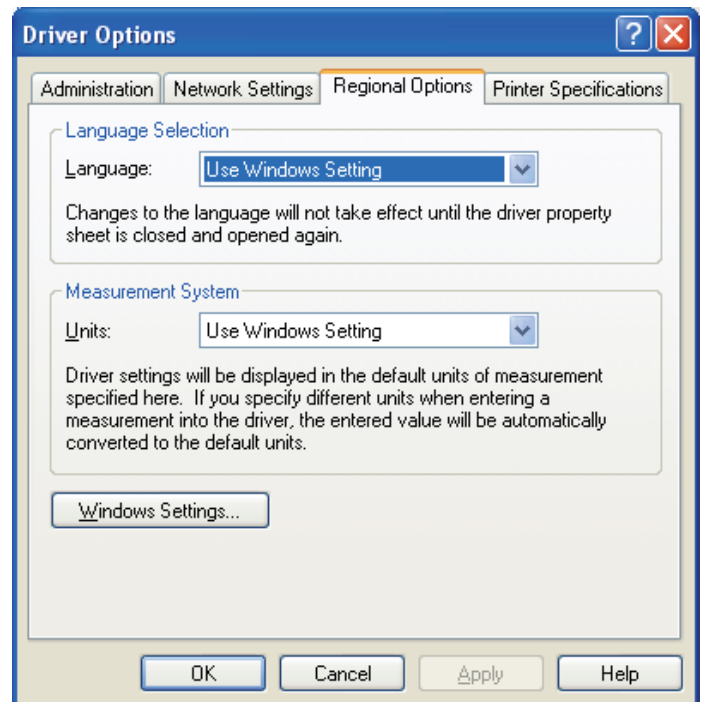 Driver Options
Administration Network Settings Regional Options Printer Specifications
Language Selection
Language: Use Windows Setting
Changes to the language will not take effect until the driver property
sheet is closed and opened again.
Measurement System
Units: Use Windows Setting
Driver settings will be displayed in the default units of measurement
specified here. If you specify different units when entering a
measurement into the driver, the entered value will be automatically
converted to the default units.
Windows Settings...
OK Cancel Apply Help